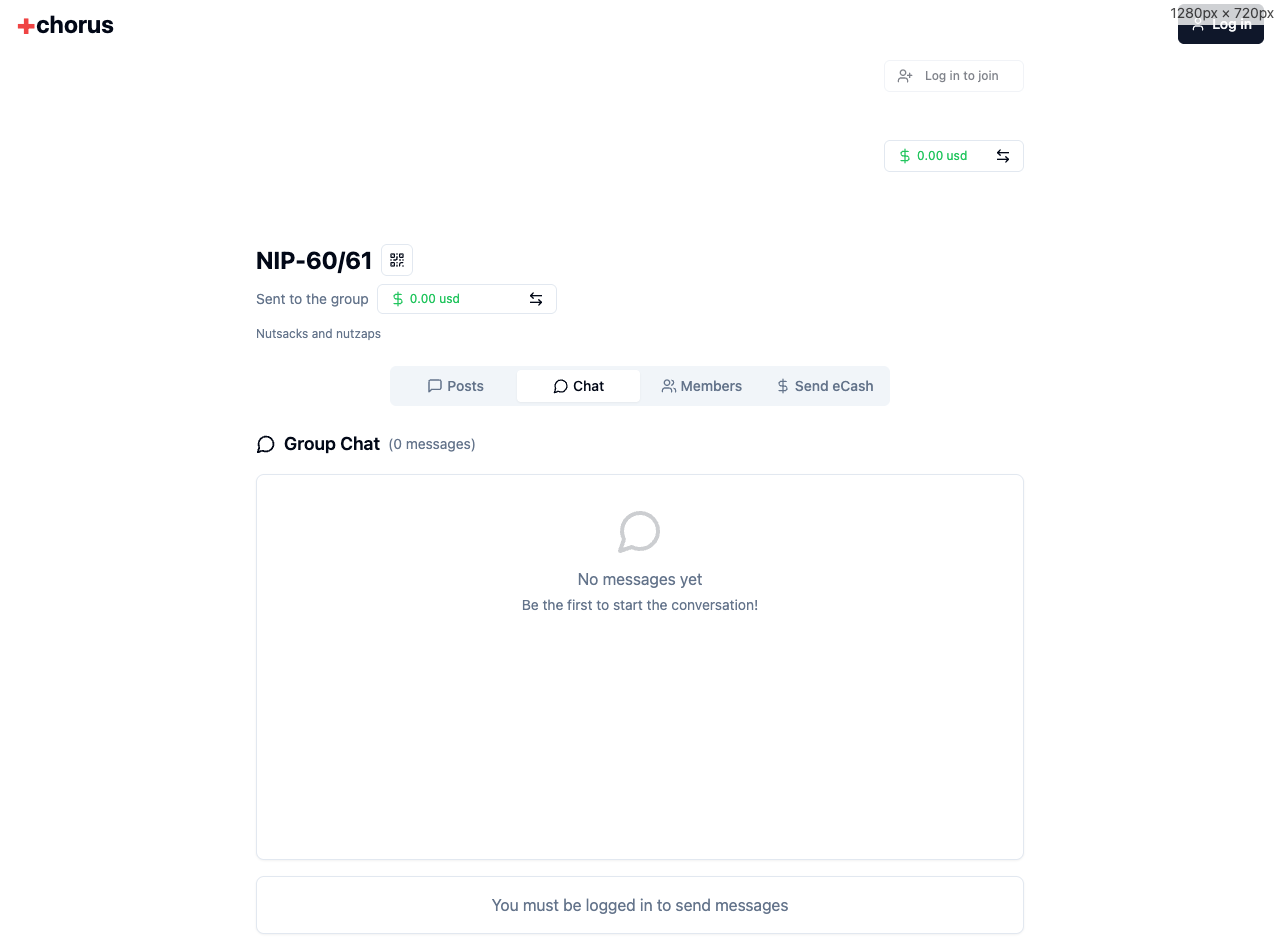 +chorus
1280px × 720px
Log in
Log in to join
0.00 usd
NIP-60/61
Sent to the group
0.00 usd
Nutsacks and nutzaps
Posts
Chat
Members
Send eCash
Group Chat (0 messages)
No messages yet
Be the first to start the conversation!
You must be logged in to send messages